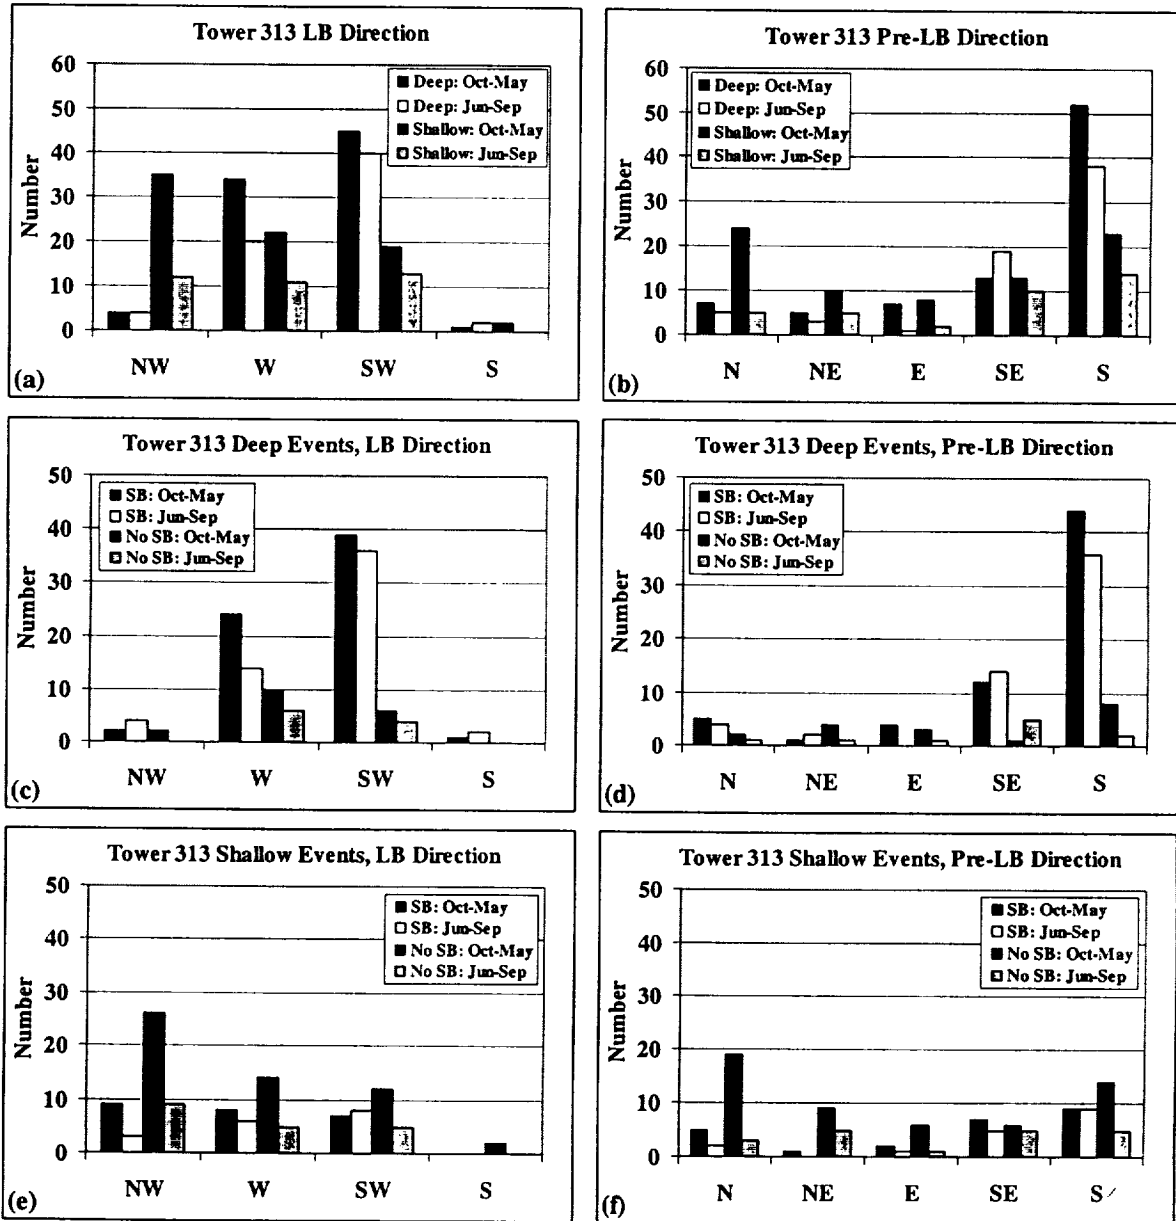 Tower 313 LB Direction
Number
60
50
40
30
20
10
0
Deep: Oct-May
Deep: Jun-Sep
Shallow: Oct-May
Shallow: Jun-Sep
NW W SW S
(a)
Tower 313 Pre-LB Direction
Number
60
50
40
30
20
10
0
Deep: Oct-May
Deep: Jun-Sep
Shallow: Oct-May
Shallow: Jun-Sep
N NE E SE S
(b)
Tower 313 Deep Events, LB Direction
Number
50
40
30
20
10
0
SB: Oct-May
SB: Jun-Sep
No SB: Oct-May
No SB: Jun-Sep
NW W SW S
(c)
Tower 313 Deep Events, Pre-LB Direction
Number
50
40
30
20
10
0
SB: Oct-May
SB: Jun-Sep
No SB: Oct-May
No SB: Jun-Sep
N NE E SE S
(d)
Tower 313 Shallow Events, LB Direction
Number
50
40
30
20
10
0
SB: Oct-May
SB: Jun-Sep
No SB: Oct-May
No SB: Jun-Sep
NW W SW S
(e)
Tower 313 Shallow Events, Pre-LB Direction
Number
50
40
30
20
10
0
SB: Oct-May
SB: Jun-Sep
No SB: Oct-May
No SB: Jun-Sep
N NE E SE S
(f)